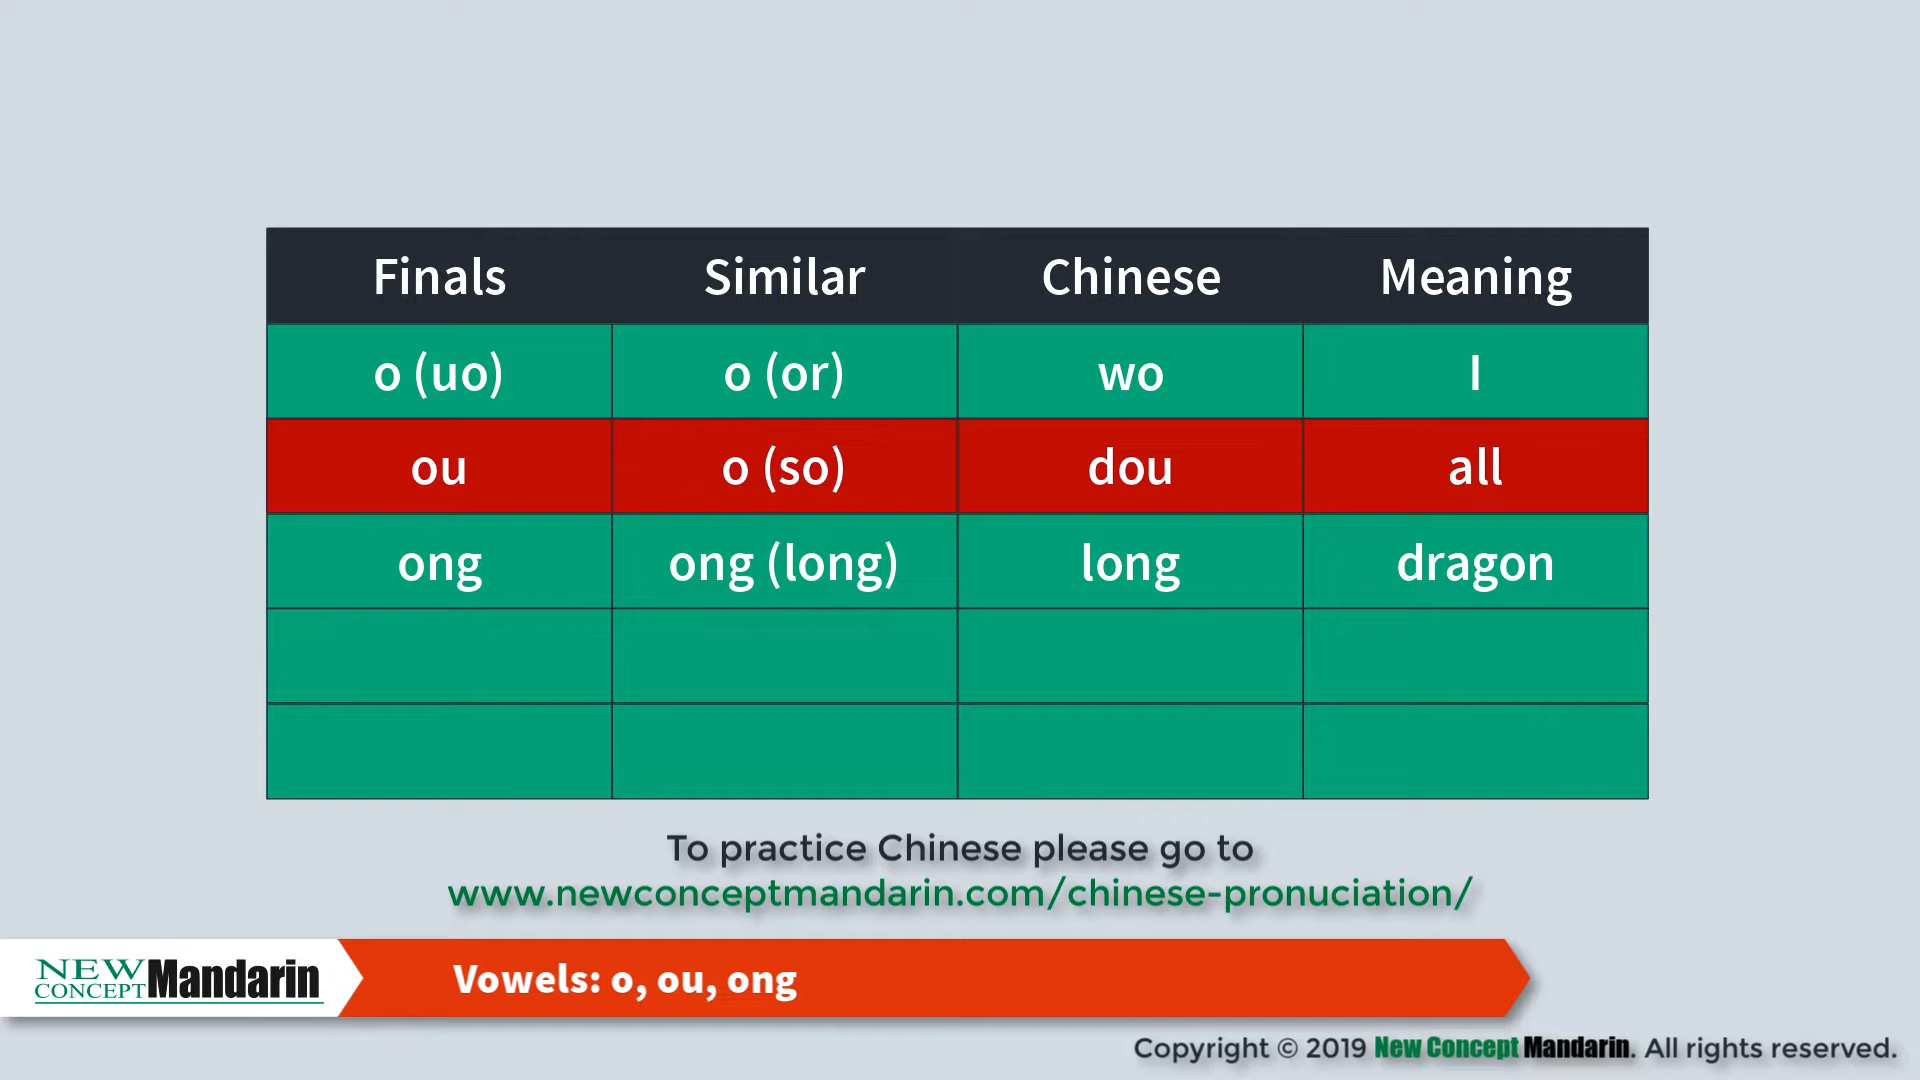 Finals Similar Chinese Meaning
o (uo) o (or) wo I
ou o (so) dou all
ong ong (long) long dragon
To practice Chinese please go to
www.newconceptmandarin.com/chinese-pronuciation/
NEW CONCEPT Mandarin
Vowels: o, ou, ong
Copyright © 2019 New Concept Mandarin. All rights reserved.